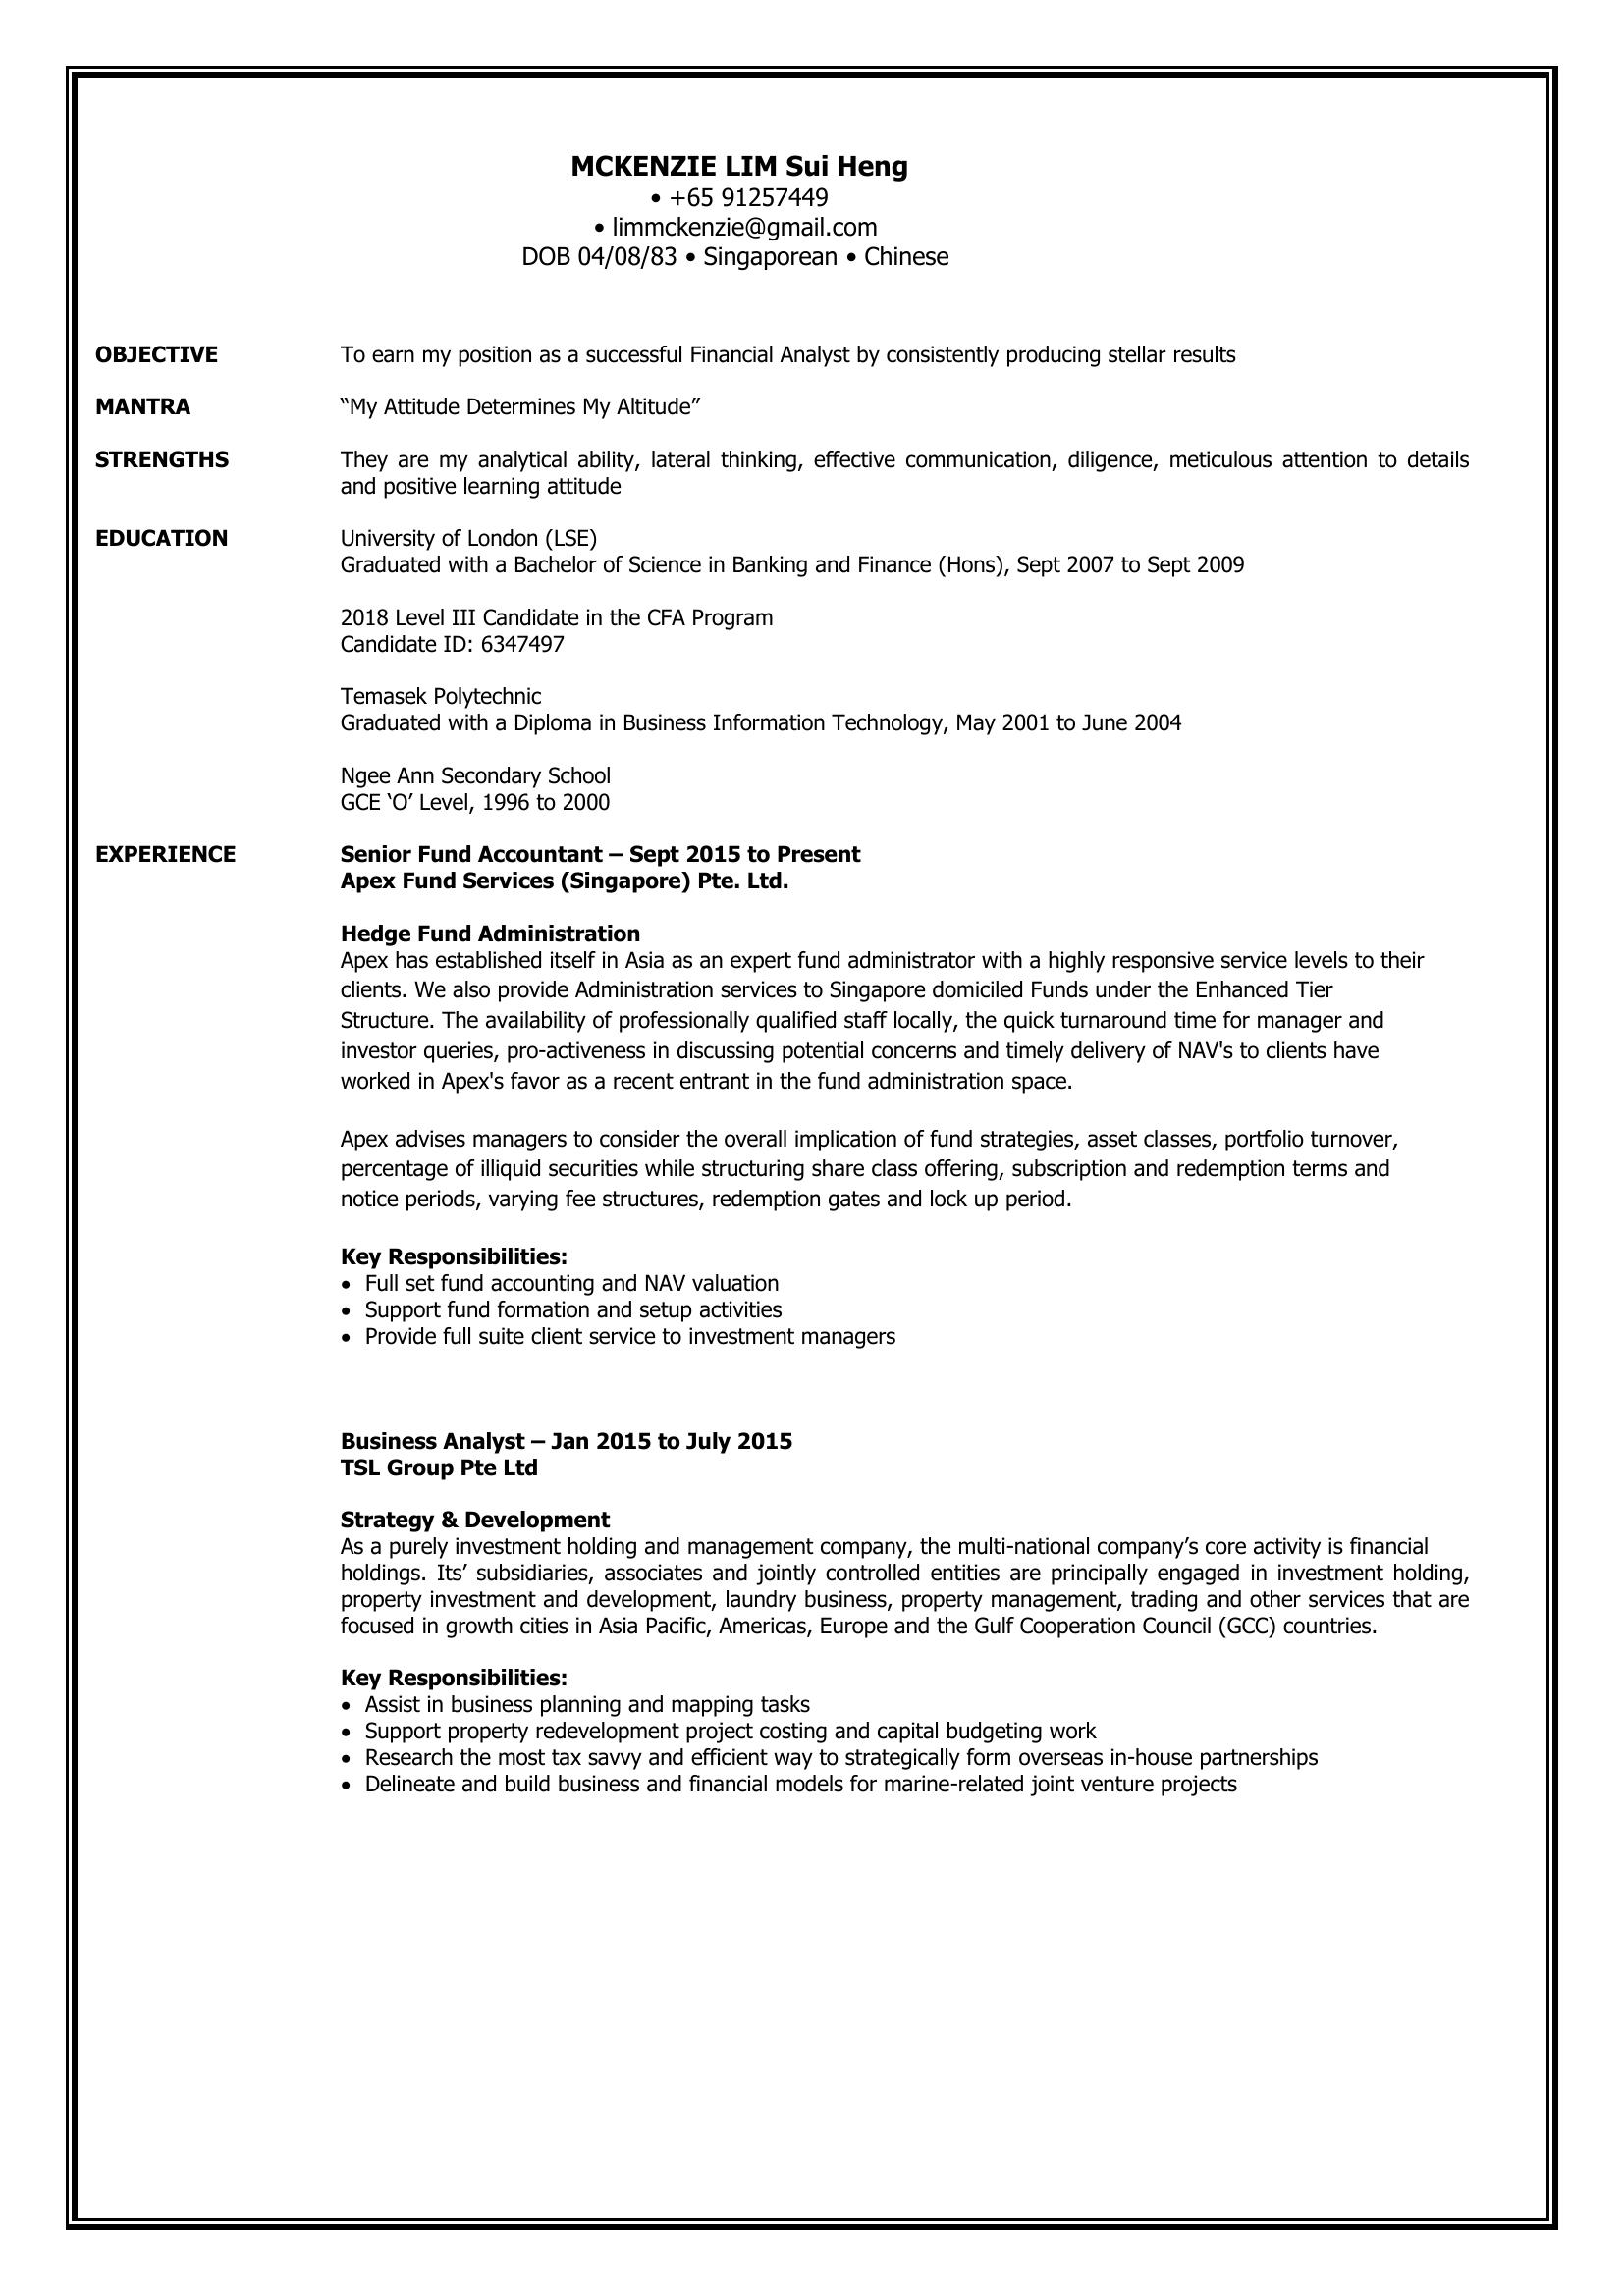 MCKENZIE LIM Sui Heng
• +65 91257449
• limmckenzie@gmail.com
DOB 04/08/83 • Singaporean • Chinese
OBJECTIVE To earn my position as a successful Financial Analyst by consistently producing stellar results
MANTRA “My Attitude Determines My Altitude”
STRENGTHS They are my analytical ability, lateral thinking, effective communication, diligence, meticulous attention to details
and positive learning attitude
EDUCATION University of London (LSE)
Graduated with a Bachelor of Science in Banking and Finance (Hons), Sept 2007 to Sept 2009
2018 Level III Candidate in the CFA Program
Candidate ID: 6347497
Temasek Polytechnic
Graduated with a Diploma in Business Information Technology, May 2001 to June 2004
Ngee Ann Secondary School
GCE ‘O’ Level, 1996 to 2000
EXPERIENCE Senior Fund Accountant – Sept 2015 to Present
Apex Fund Services (Singapore) Pte. Ltd.
Hedge Fund Administration
Apex has established itself in Asia as an expert fund administrator with a highly responsive service levels to their
clients. We also provide Administration services to Singapore domiciled Funds under the Enhanced Tier
Structure. The availability of professionally qualified staff locally, the quick turnaround time for manager and
investor queries, pro-activeness in discussing potential concerns and timely delivery of NAV's to clients have
worked in Apex's favor as a recent entrant in the fund administration space.
Apex advises managers to consider the overall implication of fund strategies, asset classes, portfolio turnover,
percentage of illiquid securities while structuring share class offering, subscription and redemption terms and
notice periods, varying fee structures, redemption gates and lock up period.
Key Responsibilities:
• Full set fund accounting and NAV valuation
• Support fund formation and setup activities
• Provide full suite client service to investment managers
Business Analyst – Jan 2015 to July 2015
TSL Group Pte Ltd
Strategy & Development
As a purely investment holding and management company, the multi-national company’s core activity is financial
holdings. Its’ subsidiaries, associates and jointly controlled entities are principally engaged in investment holding,
property investment and development, laundry business, property management, trading and other services that are
focused in growth cities in Asia Pacific, Americas, Europe and the Gulf Cooperation Council (GCC) countries.
Key Responsibilities:
• Assist in business planning and mapping tasks
• Support property redevelopment project costing and capital budgeting work
• Research the most tax savvy and efficient way to strategically form overseas in-house partnerships
• Delineate and build business and financial models for marine-related joint venture projects